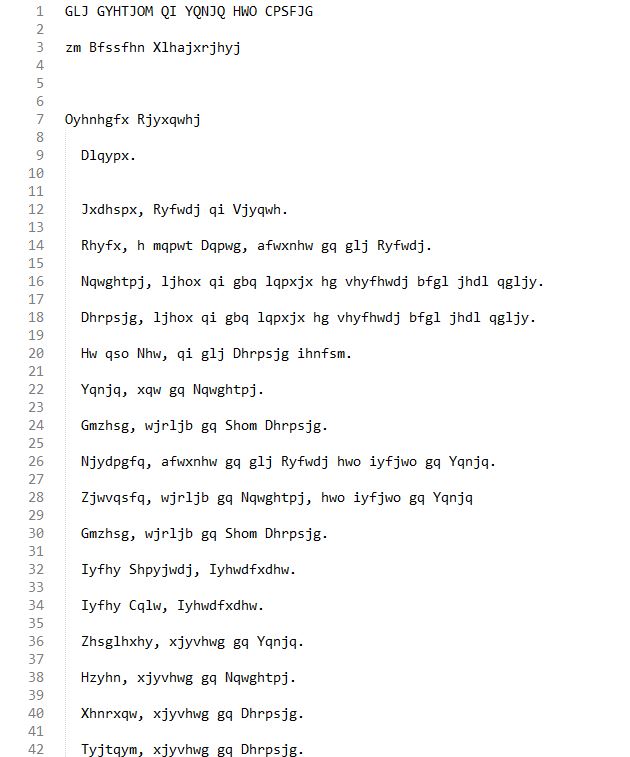 1 GLJ GYHTJOM QI YQNJQ HWO CPSFJG
2
3 zm Bfssfhn Xlhajxrjhyj
4
5
6
7 Oyhnhgfx Rjyxqwhj
8
9 Dlqypx.
10
11
12 Jxdhspx, Ryfwdj qi Vjyqwh.
13
14 Rhyfx, h mqpwt Dqpwg, afwxnhw gq glj Ryfwdj.
15
16 Nqwghtpj, ljhox qi gbq lqpxjx hg vhyfhwdj bfgl jhdl qgljy.
17
18 Dhrpsjg, ljhox qi gbq lqpxjx hg vhyfhwdj bfgl jhdl qgljy.
19
20 Hw qso Nhw, qi glj Dhrpsjg ihnfsm.
21
22 Yqnjq, xqw gq Nqwghtpj.
23
24 Gmzhsg, wjrljb gq Shom Dhrpsjg.
25
26 Njydpgfq, afwxnhw gq glj Ryfwdj hwo iyfjwo gq Yqnjq.
27
28 Zjwvqsfq, wjrljb gq Nqwghtpj, hwo iyfjwo gq Yqnjq
29
30 Gmzhsg, wjrljb gq Shom Dhrpsjg.
31
32 Iyfhy Shpyjwdj, Iyhwdfxdhw.
33
34 Iyfhy Cqlw, Iyhwdfxdhw.
35
36 Zhsglhxhy, xjyvhwg gq Yqnjq.
37
38 Hzyhn, xjyvhwg gq Nqwghtpj.
39
40 Xhnrxqw, xjyvhwg gq Dhrpsjg.
41
42 Tyjtqym, xjyvhwg gq Dhrpsjg.